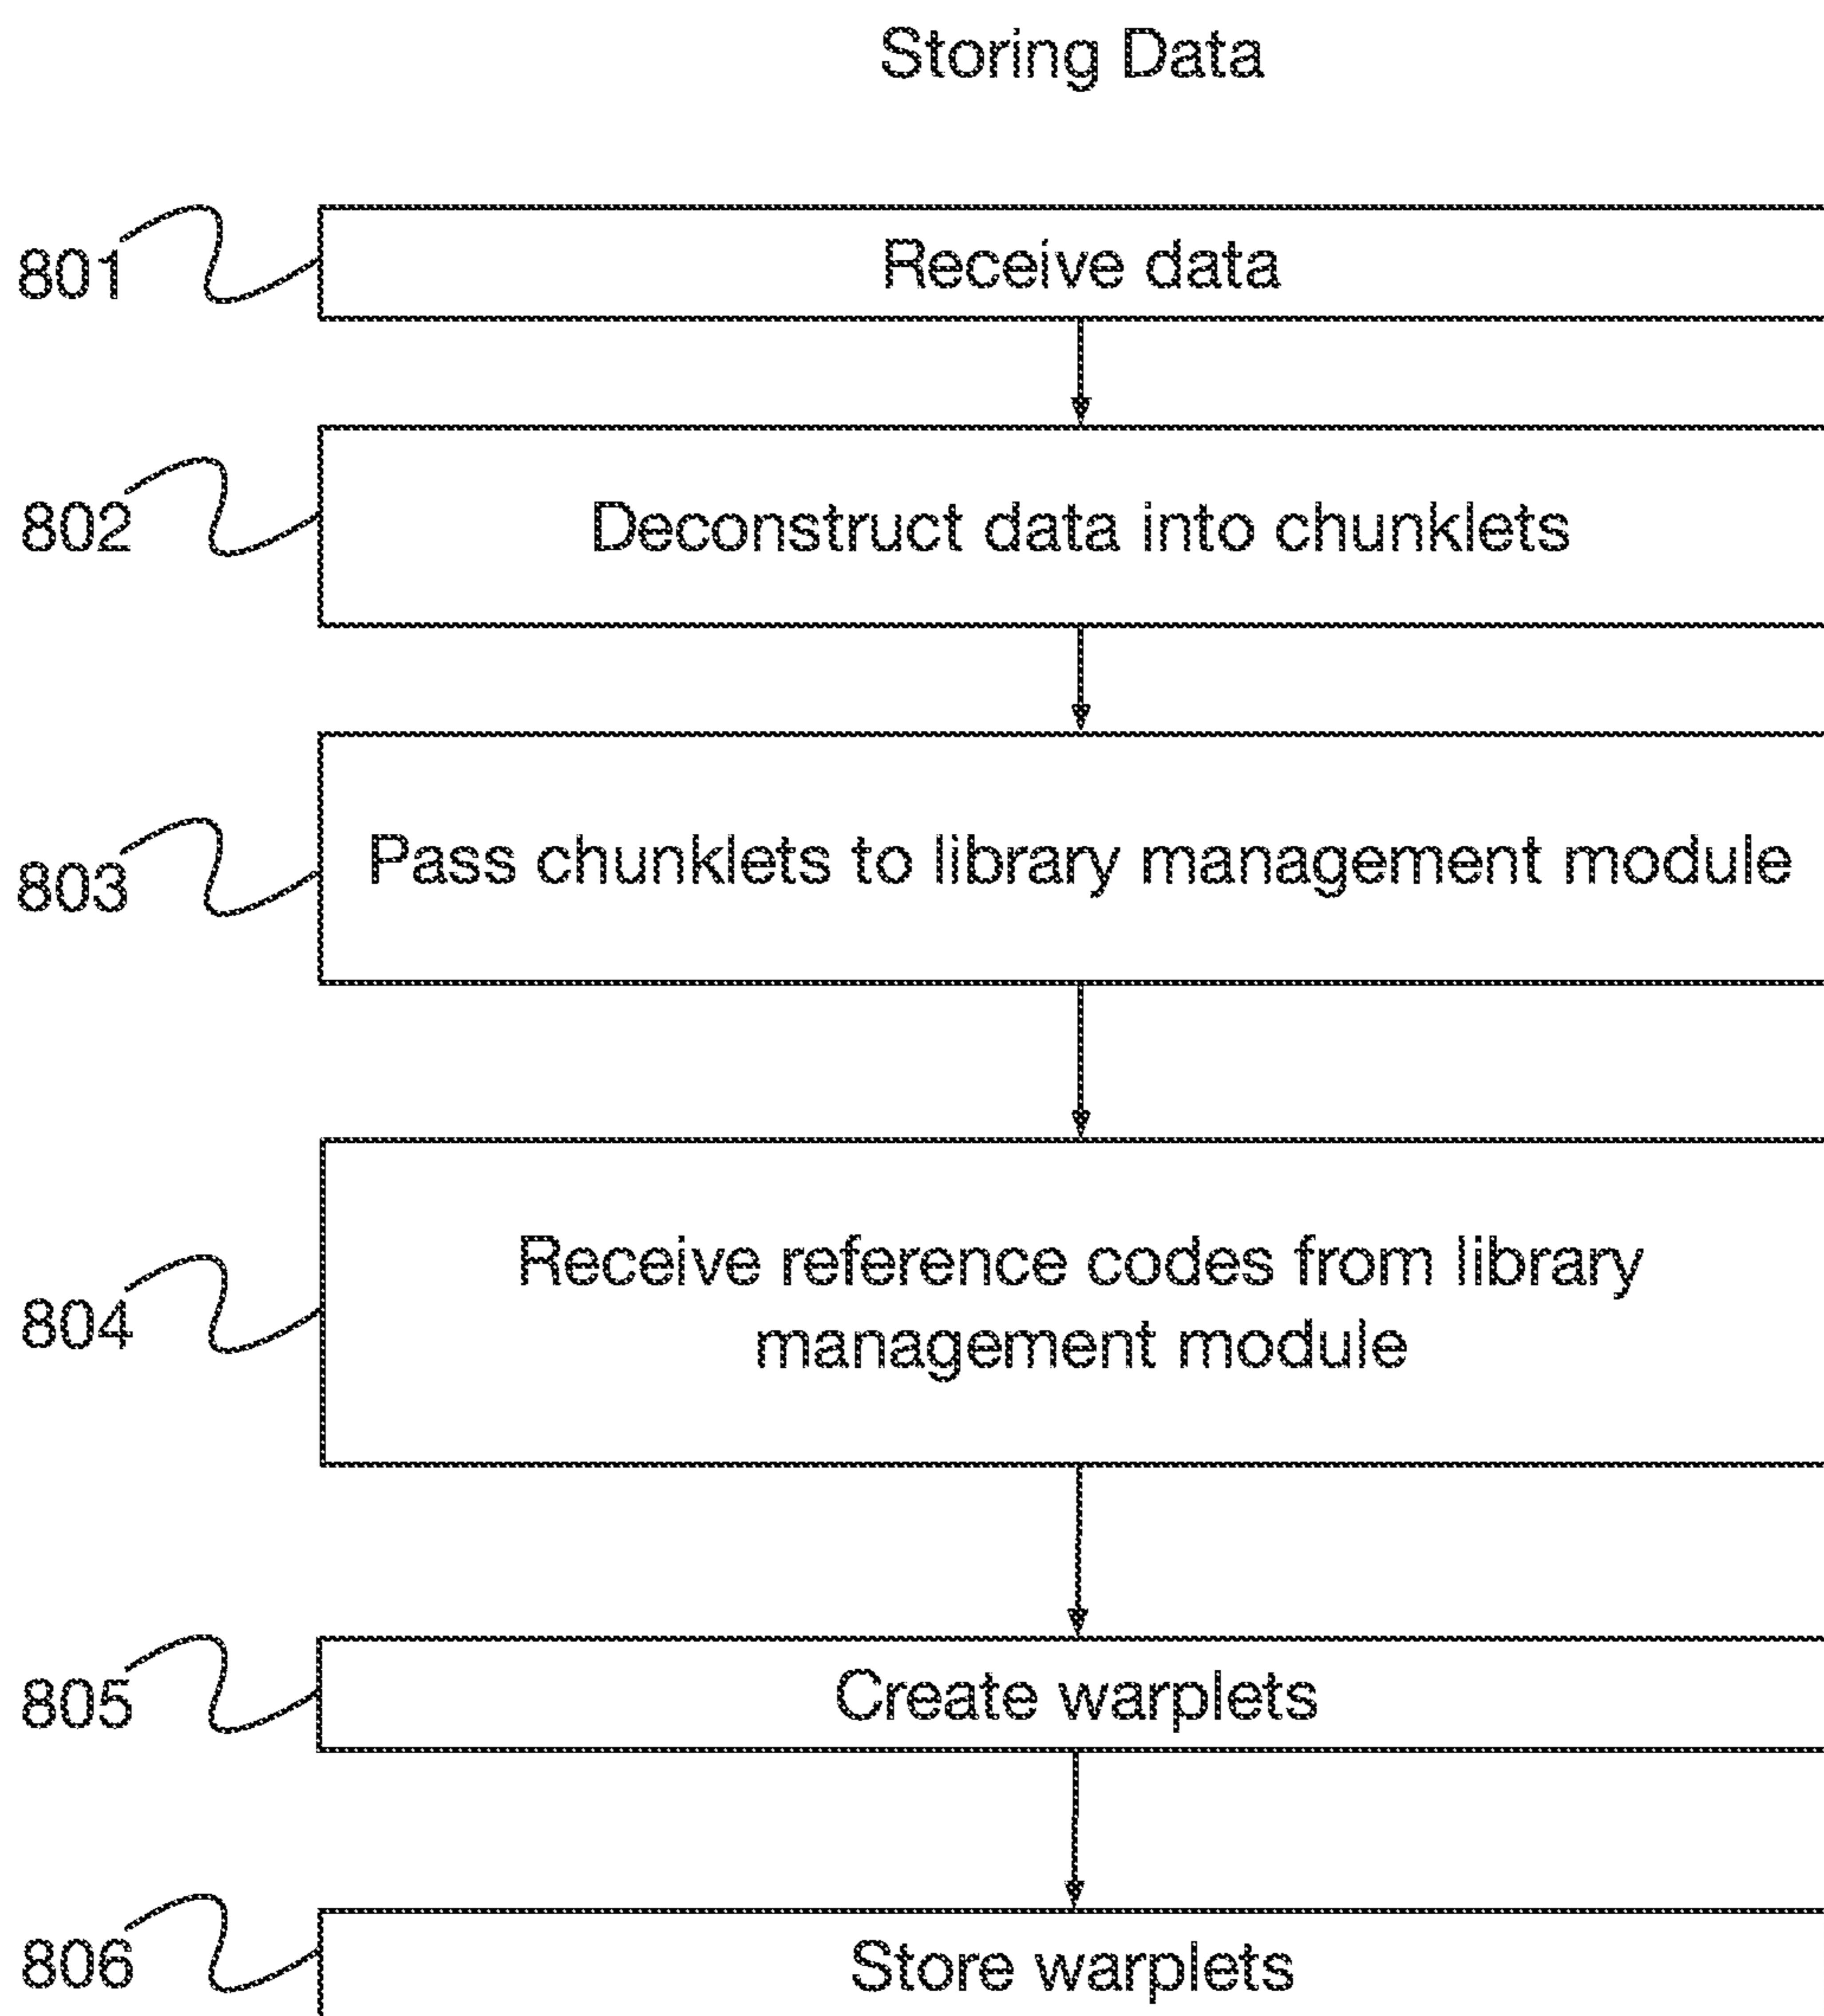 Storing Data
801
Receive data
802
Deconstruct data into chunklets
803
Pass chunklets to library management module
804
Receive reference codes from library
management module
805
Create warplets
806
Store warplets